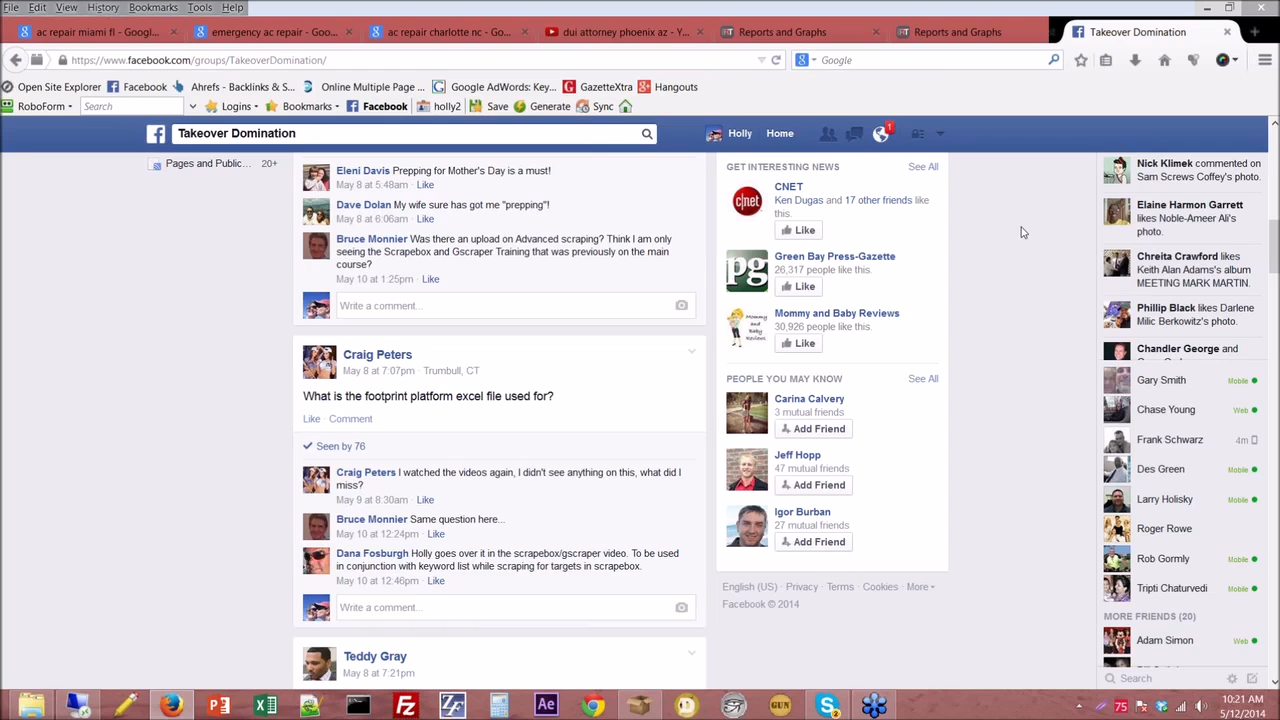 File Edit View History Bookmarks Tools Help
ac repair miami fl - Googl...
emergency ac repair - Goo...
ac repair charlotte nc - Go...
dui attorney phoenix az - Y...
Reports and Graphs
Reports and Graphs
Takeover Domination
https://www.facebook.com/groups/TakeoverDomination/
Google
Open Site Explorer
Facebook
Ahrefs - Backlinks & S...
Online Multiple Page ...
Google AdWords: Key...
GazetteXtra
Hangouts
RoboForm
Search
Logins
Bookmarks
Facebook
holly2
Save
Generate
Sync
Takeover Domination
Holly
Home
1
Pages and Public... 20+
Eleni Davis Prepping for Mother's Day is a must!
May 8 at 5:48am · Like
Dave Dolan My wife sure has got me "prepping"!
May 8 at 6:06am · Like
Bruce Monnier Was there an upload on Advanced scraping? Think I am only
seeing the Scrapebox and Gscraper Training that was previously on the main
course?
May 10 at 1:25pm · Like
Write a comment...
Craig Peters
May 8 at 7:07pm · Trumbull, CT
What is the footprint platform excel file used for?
Like · Comment
Seen by 76
Craig Peters I watched the videos again, I didn't see anything on this, what did I
miss?
May 9 at 8:30am · Like
Bruce Monnier Same question here...
May 10 at 12:24pm · Like
Dana Fosburgh Holly goes over it in the scrapebox/gscraper video. To be used
in conjunction with keyword list while scraping for targets in scrapebox.
May 10 at 12:46pm · Like
Write a comment...
Teddy Gray
May 8 at 7:21pm
GET INTERESTING NEWS See All
c|net
CNET
Ken Dugas and 17 other friends like
this.
Like
pg
Green Bay Press-Gazette
26,317 people like this.
Like
Mommy and Baby Reviews
Mommy and Baby Reviews
30,926 people like this.
Like
PEOPLE YOU MAY KNOW See All
Carina Calvery
3 mutual friends
Add Friend
Jeff Hopp
47 mutual friends
Add Friend
Igor Burban
27 mutual friends
Add Friend
English (US) · Privacy · Terms · Cookies · More
Facebook © 2014
Nick Klimek commented on
Sam Screws Coffey's photo.
Elaine Harmon Garrett
likes Noble-Ameer Ali's
photo.
Chreita Crawford likes
Keith Alan Adams's album
MEETING MARK MARTIN.
Phillip Black likes Darlene
Milic Berkowitz's photo.
Chandler George and
Gary Smith Mobile
Chase Young Web
Frank Schwarz 4m
Des Green Mobile
Larry Holisky Mobile
Roger Rowe
Rob Gormly Mobile
Tripti Chaturvedi Mobile
MORE FRIENDS (20)
Adam Simon Web
Search
Ae
GUN
75
10:21 AM
5/12/2014